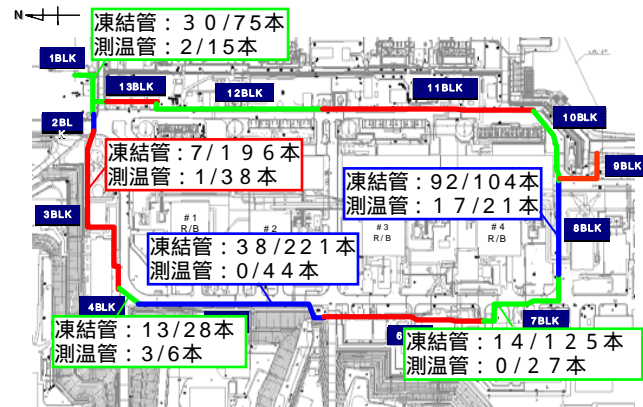 N
凍結管：３０/75本
測温管：2/15本
1BLK
13BLK
12BLK
11BLK
10BLK
2BL
K
9BLK
凍結管：7/１９６本
測温管：1/38本
凍結管：92/104本
測温管：１7/２1本
3BLK
#1
R/B
#2
#3
R/B
#4
R/B
8BLK
凍結管：３８/２２１本
測温管：0/44本
4BLK
凍結管：13/28本
測温管：3/6本
7BLK
凍結管：１４/１２５本
測温管：0/２７本